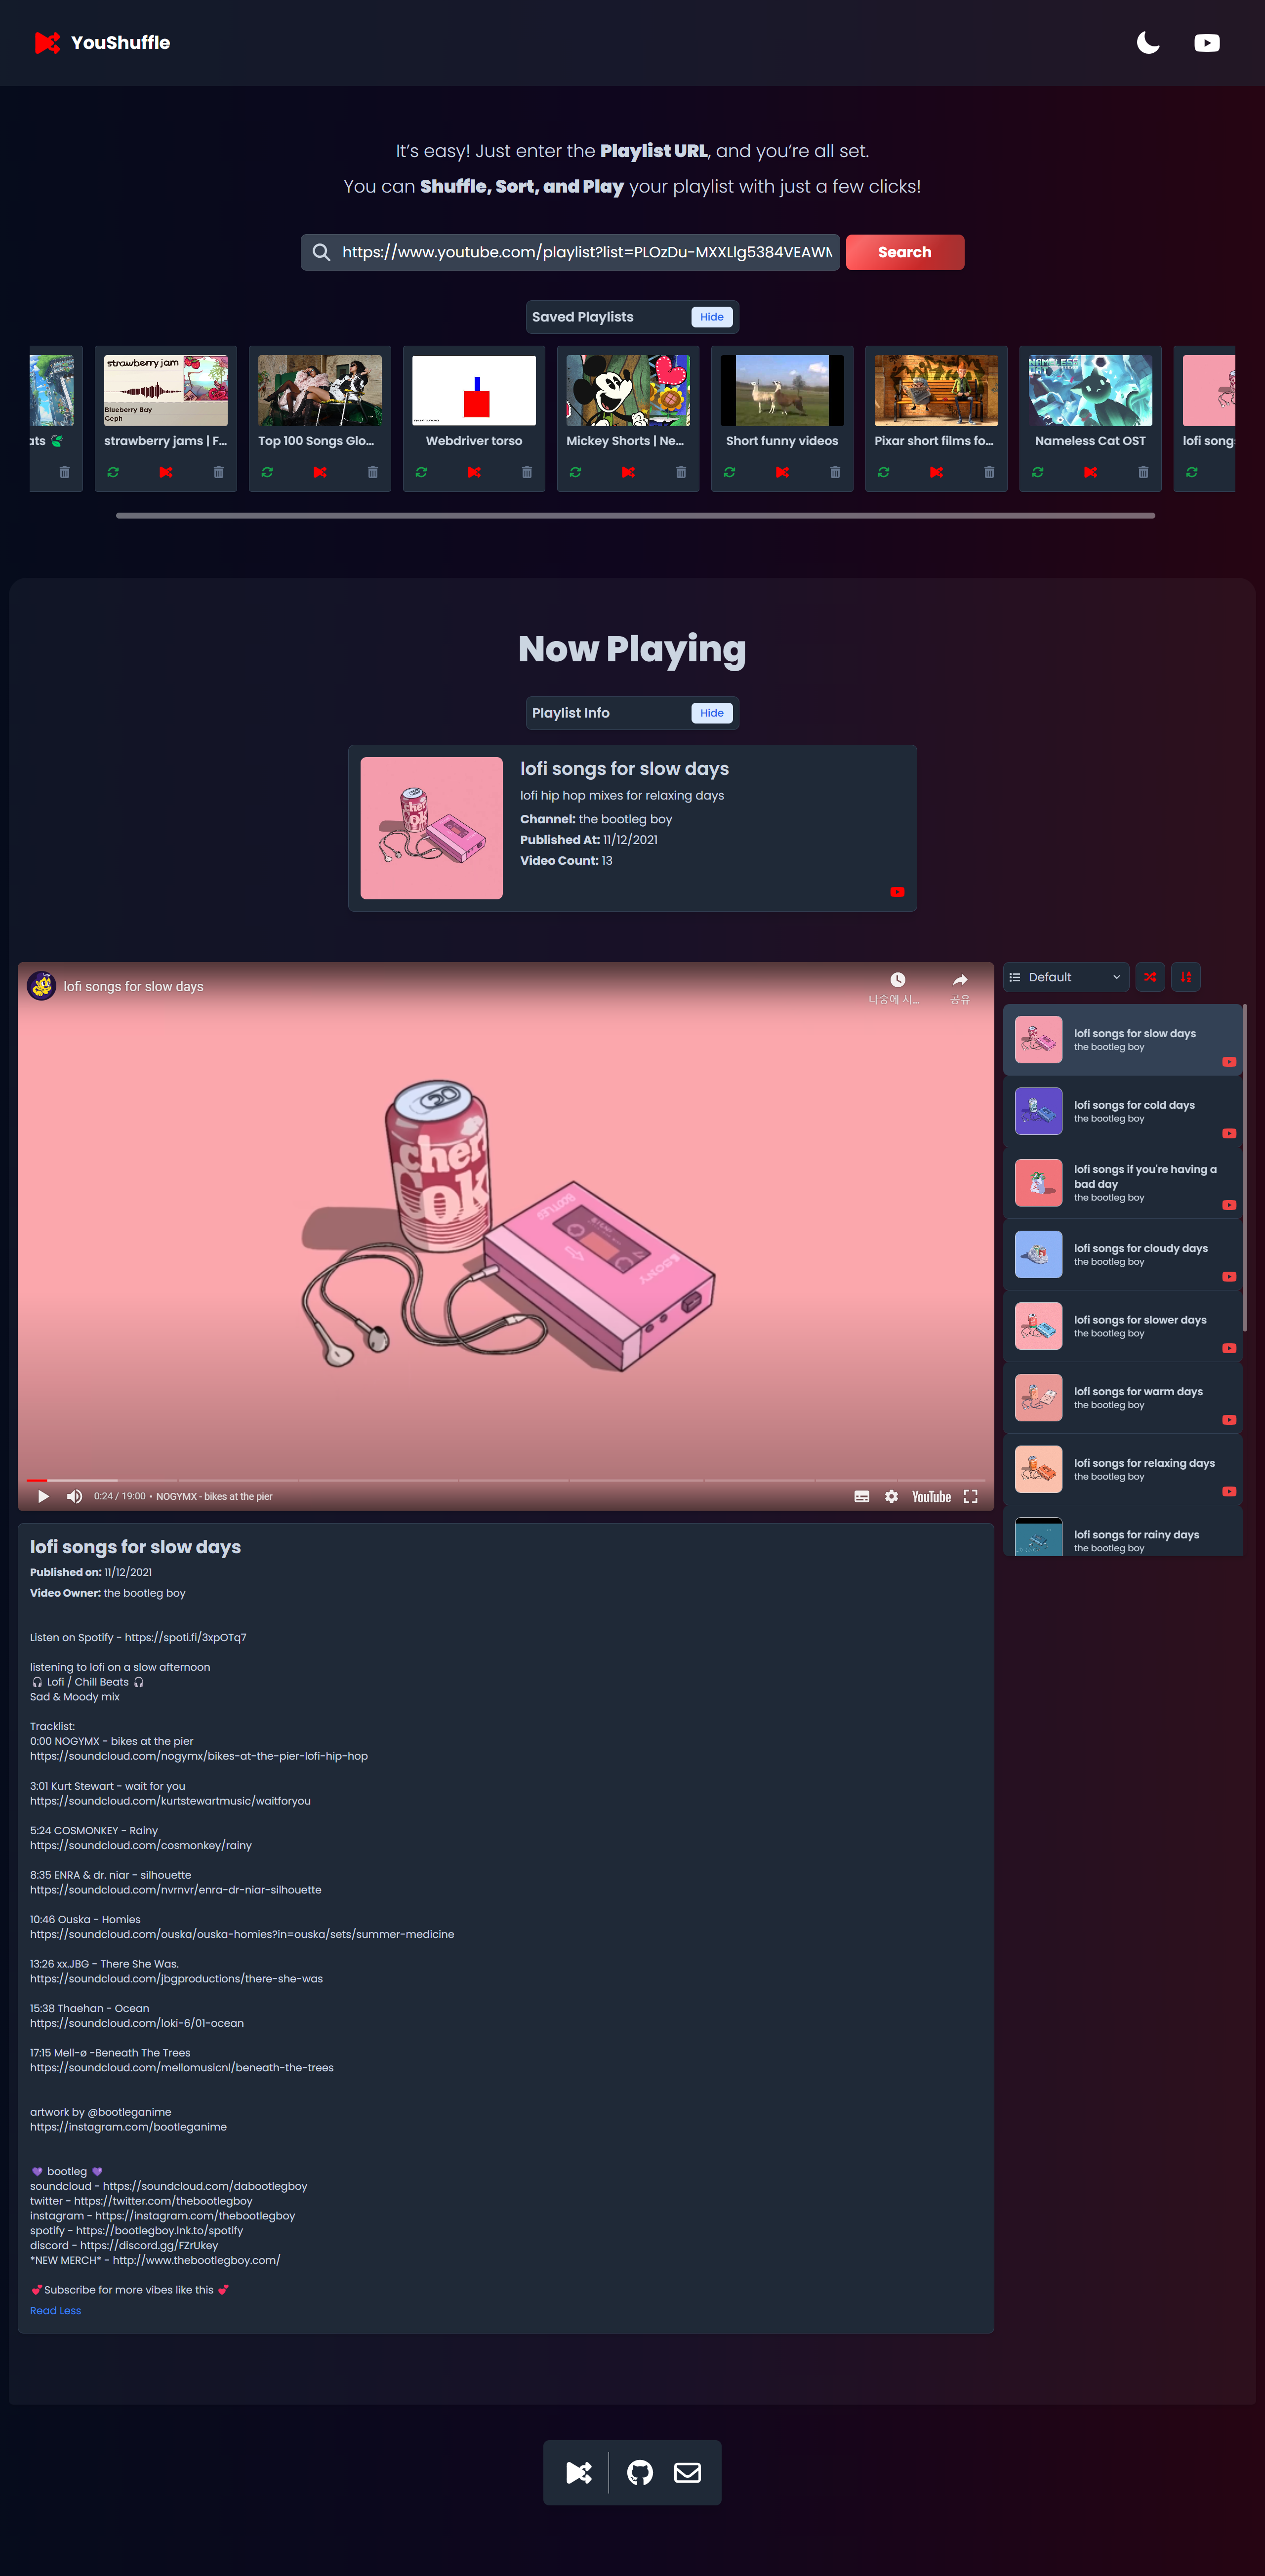 YouShuffle
It's easy! Just enter the Playlist URL, and you're all set.
You can Shuffle, Sort, and Play your playlist with just a few clicks!
https://www.youtube.com/playlist?list=PLOzDu-MXXLlg5384VEAWM
Search
Saved Playlists
Hide
strawberry jam
Blueberry Bay
Ceph
NAMELESS
CAT
ats
strawberry jams | F...
Top 100 Songs Glo...
Webdriver torso
Mickey Shorts | Ne...
Short funny videos
Pixar short films fo...
Nameless Cat OST
lofi songs
Now Playing
Playlist Info
Hide
cher
ok
lofi songs for slow days
lofi hip hop mixes for relaxing days
Channel: the bootleg boy
Published At: 11/12/2021
Video Count: 13
lofi songs for slow days
나중에 시...
공유
cher
Cok
0:24 / 19:00 • NOGYMX - bikes at the pier
YouTube
Default
lofi songs for slow days
the bootleg boy
lofi songs for cold days
the bootleg boy
lofi songs if you're having a
bad day
the bootleg boy
lofi songs for cloudy days
the bootleg boy
lofi songs for slower days
the bootleg boy
lofi songs for warm days
the bootleg boy
lofi songs for relaxing days
the bootleg boy
lofi songs for rainy days
the bootleg boy
lofi songs for slow days
Published on: 11/12/2021
Video Owner: the bootleg boy
Listen on Spotify - https://spoti.fi/3xpOTq7
listening to lofi on a slow afternoon
🎧 Lofi / Chill Beats 🎧
Sad & Moody mix
Tracklist:
0:00 NOGYMX - bikes at the pier
https://soundcloud.com/nogymx/bikes-at-the-pier-lofi-hip-hop
3:01 Kurt Stewart - wait for you
https://soundcloud.com/kurtstewartmusic/waitforyou
5:24 COSMONKEY - Rainy
https://soundcloud.com/cosmonkey/rainy
8:35 ENRA & dr. niar - silhouette
https://soundcloud.com/nvrnvr/enra-dr-niar-silhouette
10:46 Ouska - Homies
https://soundcloud.com/ouska/ouska-homies?in=ouska/sets/summer-medicine
13:26 xx.JBG - There She Was.
https://soundcloud.com/jbgproductions/there-she-was
15:38 Thaehan - Ocean
https://soundcloud.com/loki-6/01-ocean
17:15 Mell-ø -Beneath The Trees
https://soundcloud.com/mellomusicnl/beneath-the-trees
artwork by @bootleganime
https://instagram.com/bootleganime
💜 bootleg 💜
soundcloud - https://soundcloud.com/dabootlegboy
twitter - https://twitter.com/thebootlegboy
instagram - https://instagram.com/thebootlegboy
spotify - https://bootlegboy.lnk.to/spotify
discord - https://discord.gg/FZrUkey
*NEW MERCH* - http://www.thebootlegboy.com/
💕Subscribe for more vibes like this 💕
Read Less